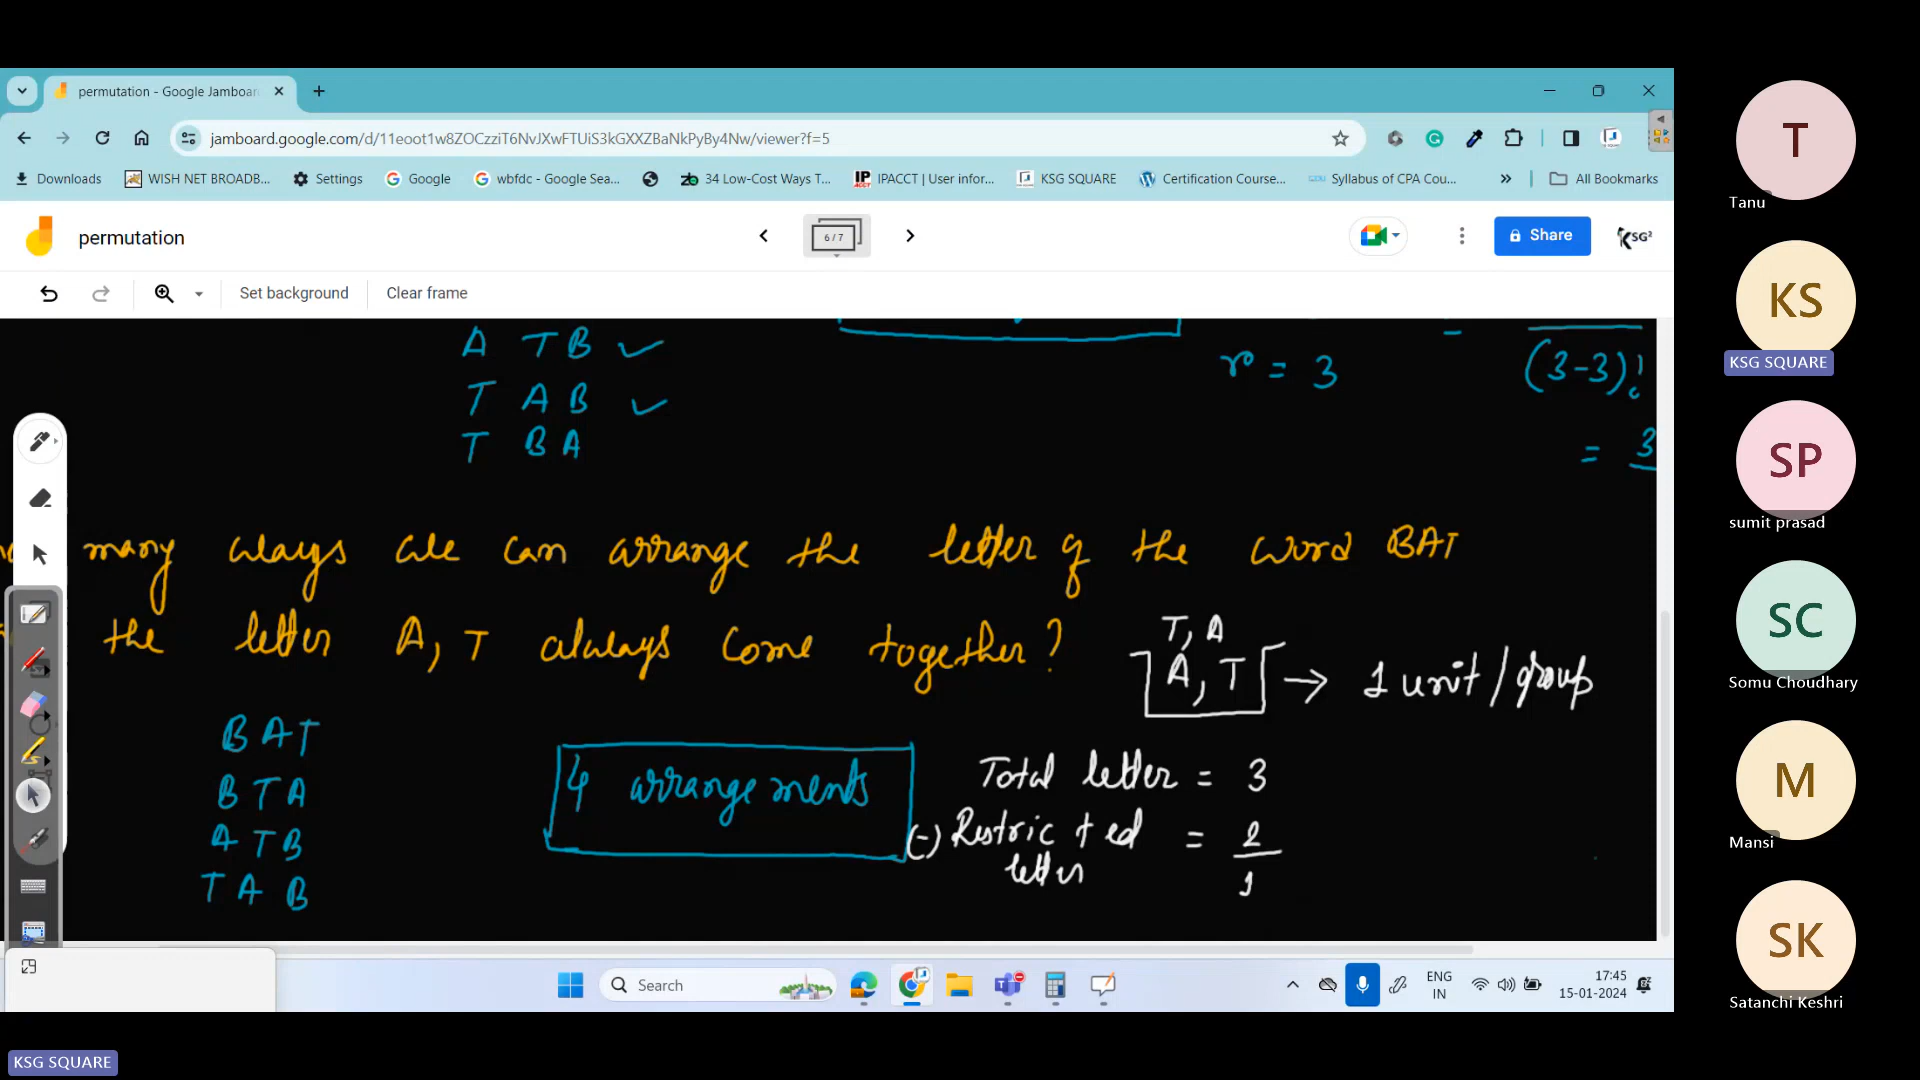 permutation - Google Jamboar
jamboard.google.com/d/11eoot1w8ZOCzziT6NvJXwFTUiS3kGXXZBaNkPyBy4Nw/viewer?f=5
Downloads WISH NET BROADB... Settings Google wbfdc - Google Sea... 34 Low-Cost Ways T... IPACCT | User infor... KSG SQUARE Certification Course... Syllabus of CPA Cou... » All Bookmarks
permutation
6 / 7
Share
KSG²
Set background Clear frame
A T B ✓
T A B ✓
T B A
r = 3
=
(3-3)!
= 3
many ways we can arrange the letter of the word BAT
the letter A, T always come together?
T, A
A, T → 1 unit / group
B A T
B T A
A T B
T A B
4 arrangements
Total letter = 3
(-) Restricted letter = 2
1
Search
ENG
IN
17:45
15-01-2024
KSG SQUARE
T
Tanu
KS
KSG SQUARE
SP
sumit prasad
SC
Somu Choudhary
M
Mansi
SK
Satanchi Keshri